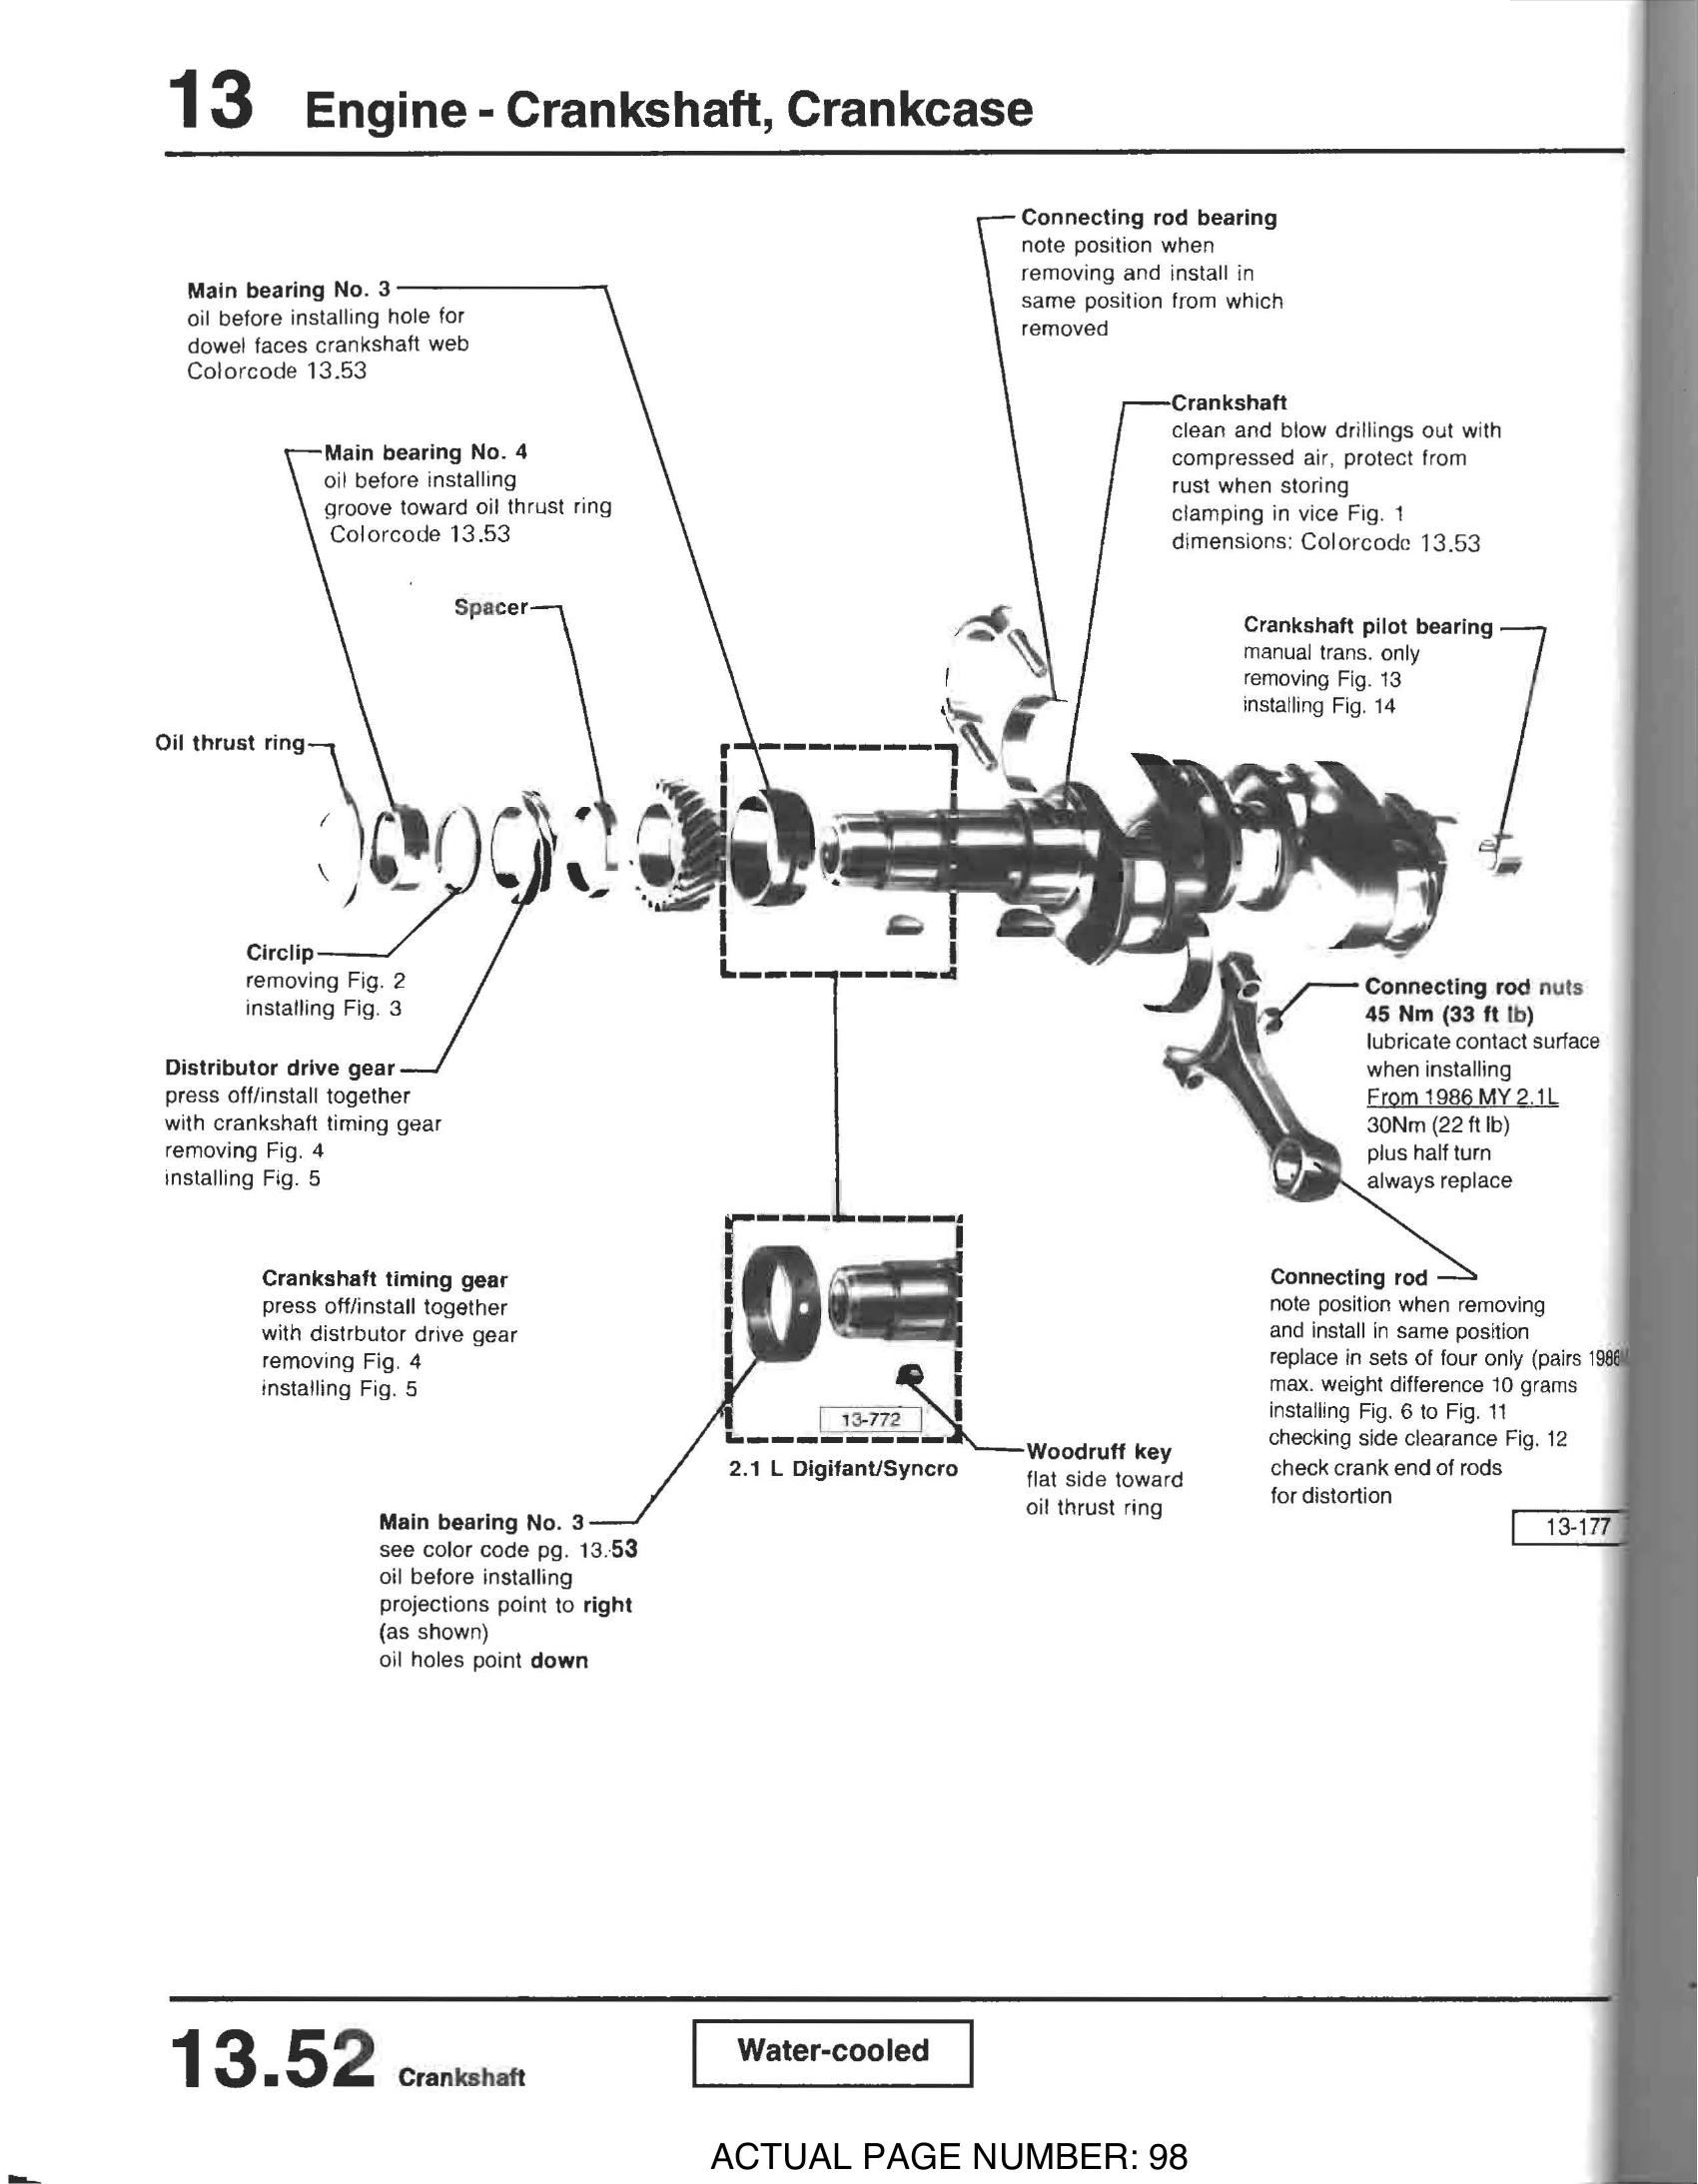 13 Engine - Crankshaft, Crankcase
Connecting rod bearing
note position when
removing and install in
same position from which
removed
Main bearing No. 3
oil before installing hole for
dowel faces crankshaft web
Colorcode 13.53
Crankshaft
clean and blow drillings out with
compressed air, protect from
rust when storing
clamping in vice Fig. 1
dimensions: Colorcode 13.53
Main bearing No. 4
oil before installing
groove toward oil thrust ring
Colorcode 13.53
Spacer
Crankshaft pilot bearing
manual trans. only
removing Fig. 13
installing Fig. 14
Oil thrust ring
Circlip
removing Fig. 2
installing Fig. 3
Connecting rod nuts
45 Nm (33 ft lb)
lubricate contact surface
when installing
From 1986 MY 2.1L
30Nm (22 ft lb)
plus half turn
always replace
Distributor drive gear
press off/install together
with crankshaft timing gear
removing Fig. 4
installing Fig. 5
Crankshaft timing gear
press off/install together
with distrbutor drive gear
removing Fig. 4
installing Fig. 5
Connecting rod
note position when removing
and install in same position
replace in sets of four only (pairs 1986
max. weight difference 10 grams
installing Fig. 6 to Fig. 11
checking side clearance Fig. 12
check crank end of rods
for distortion
13-772
2.1 L Digifant/Syncro
Woodruff key
flat side toward
oil thrust ring
13-177
Main bearing No. 3
see color code pg. 13.53
oil before installing
projections point to right
(as shown)
oil holes point down
13.52 Crankshaft
Water-cooled
ACTUAL PAGE NUMBER: 98